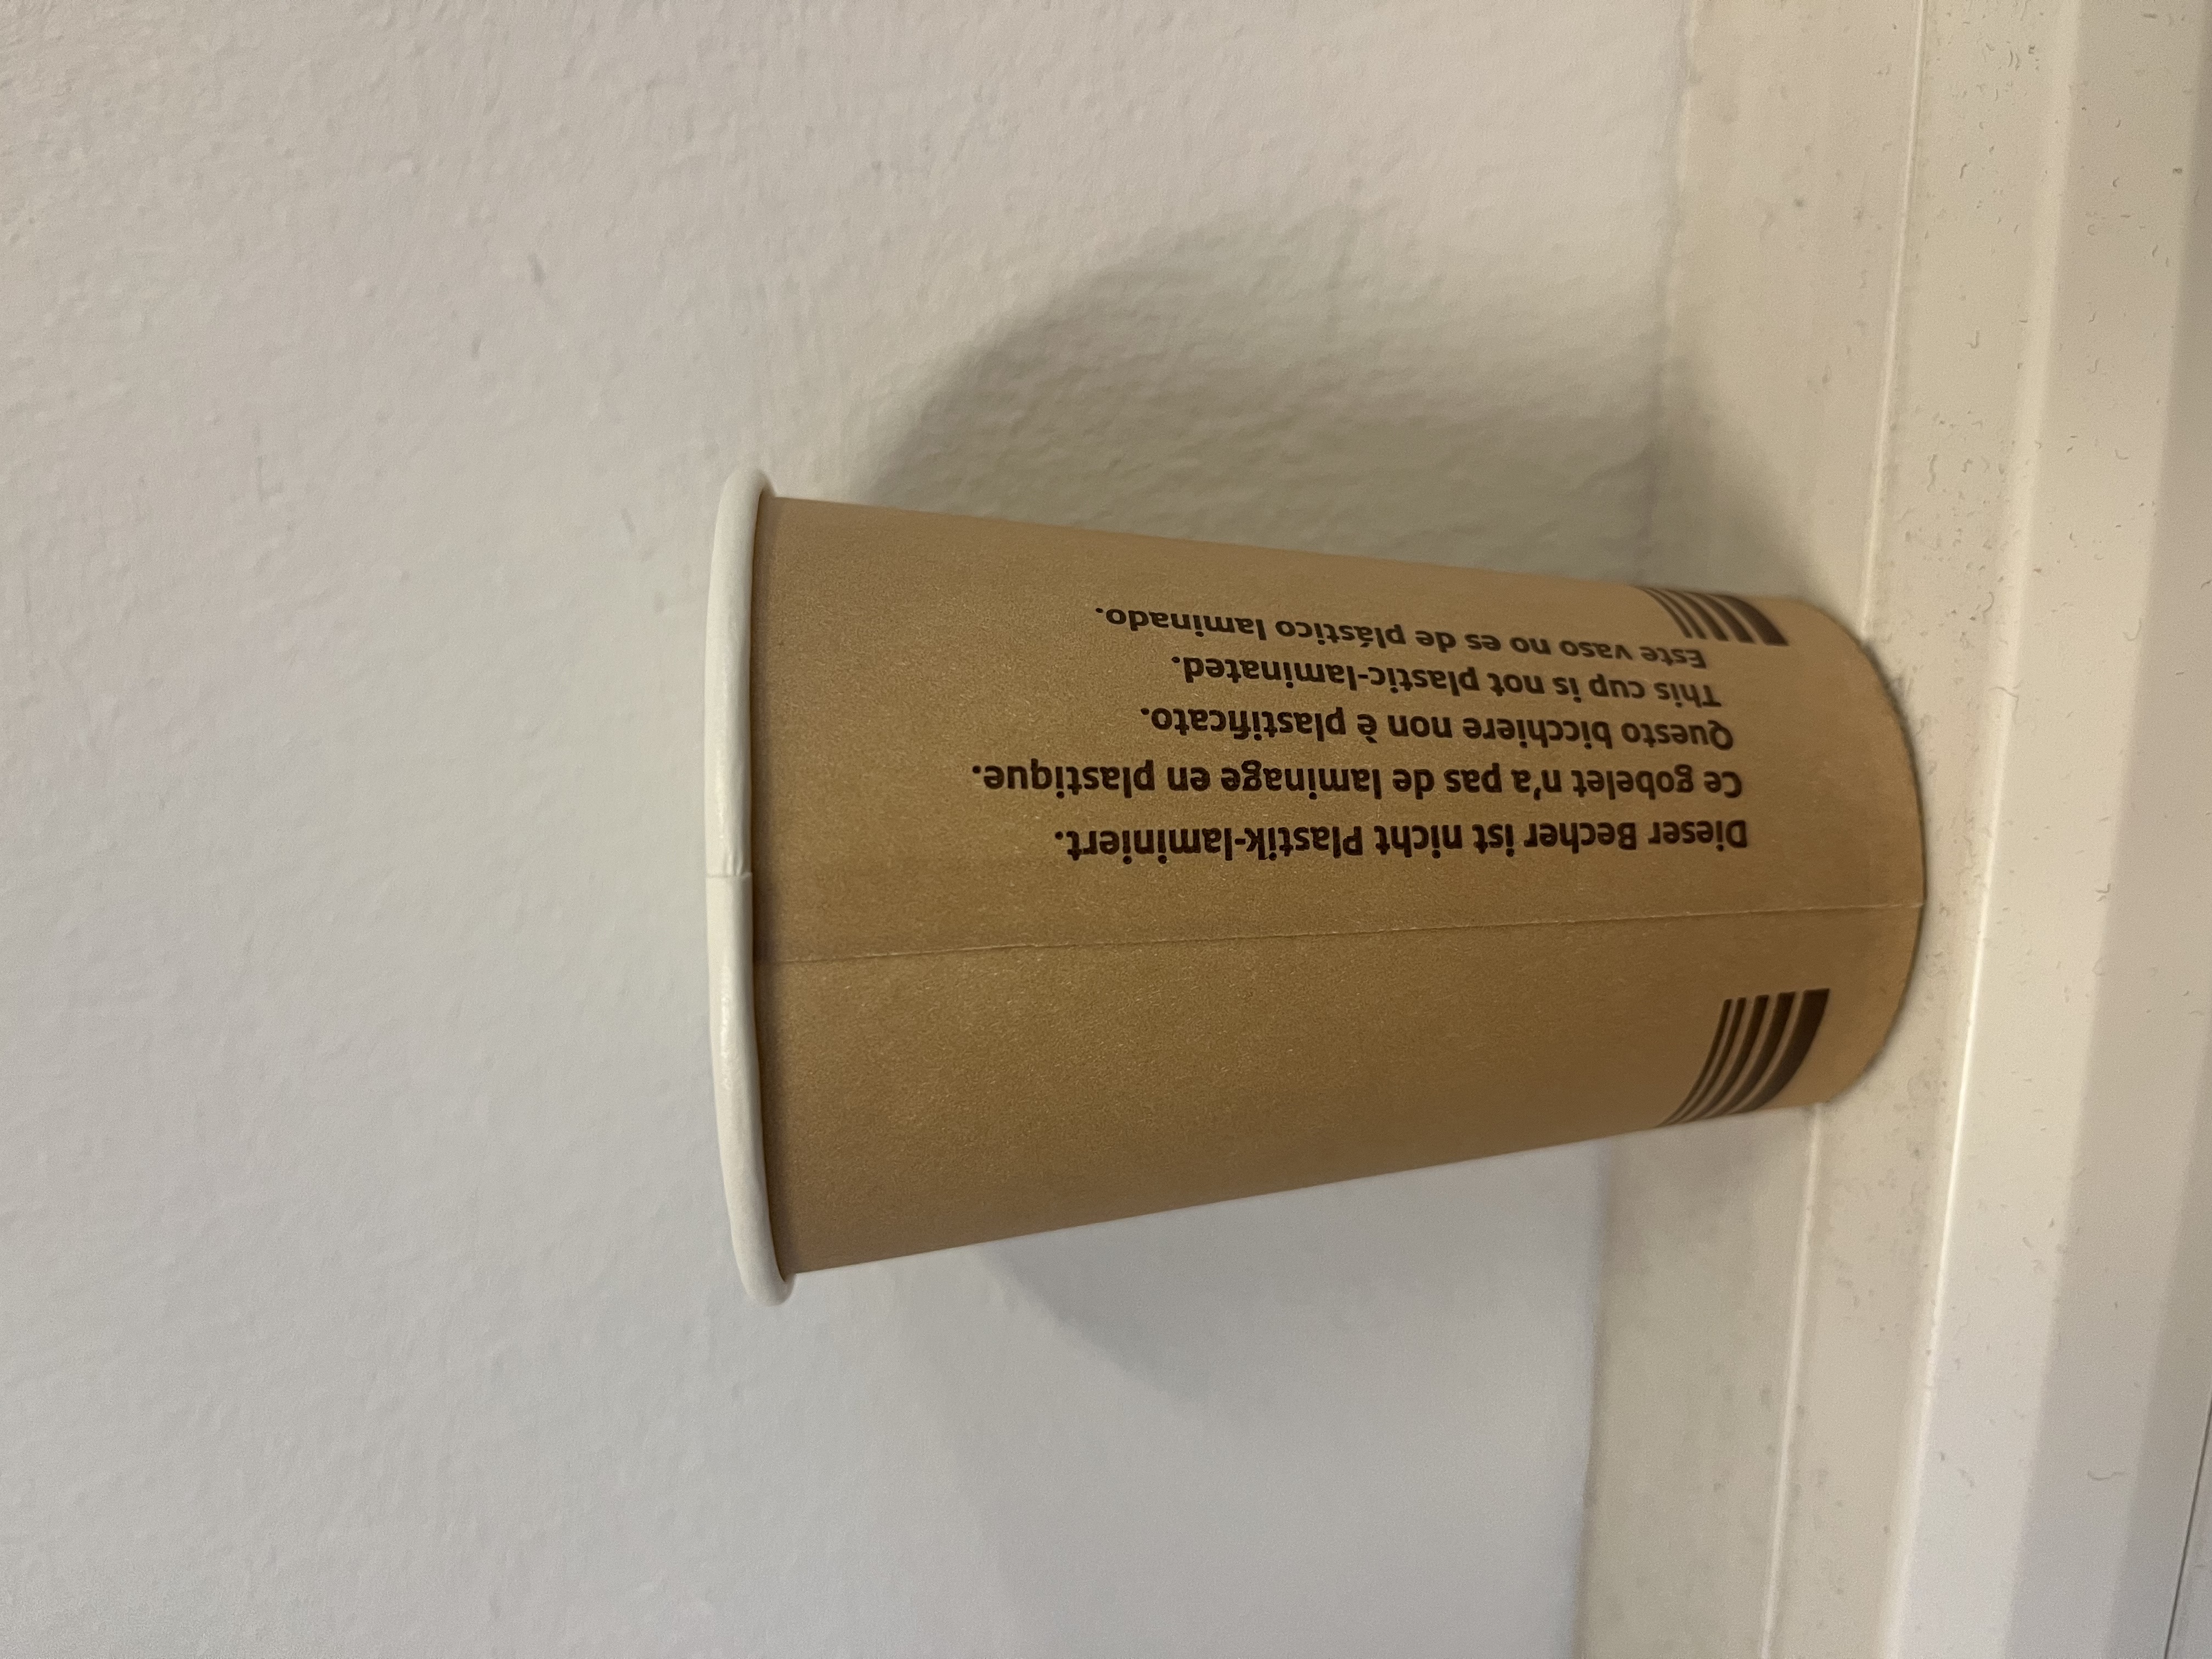 Dieser Becher ist nicht Plastik-laminiert.
Ce gobelet n'a pas de laminage en plastique.
Questo bicchiere non è plastificato.
This cup is not plastic-laminated.
Este vaso no es de plástico laminado.